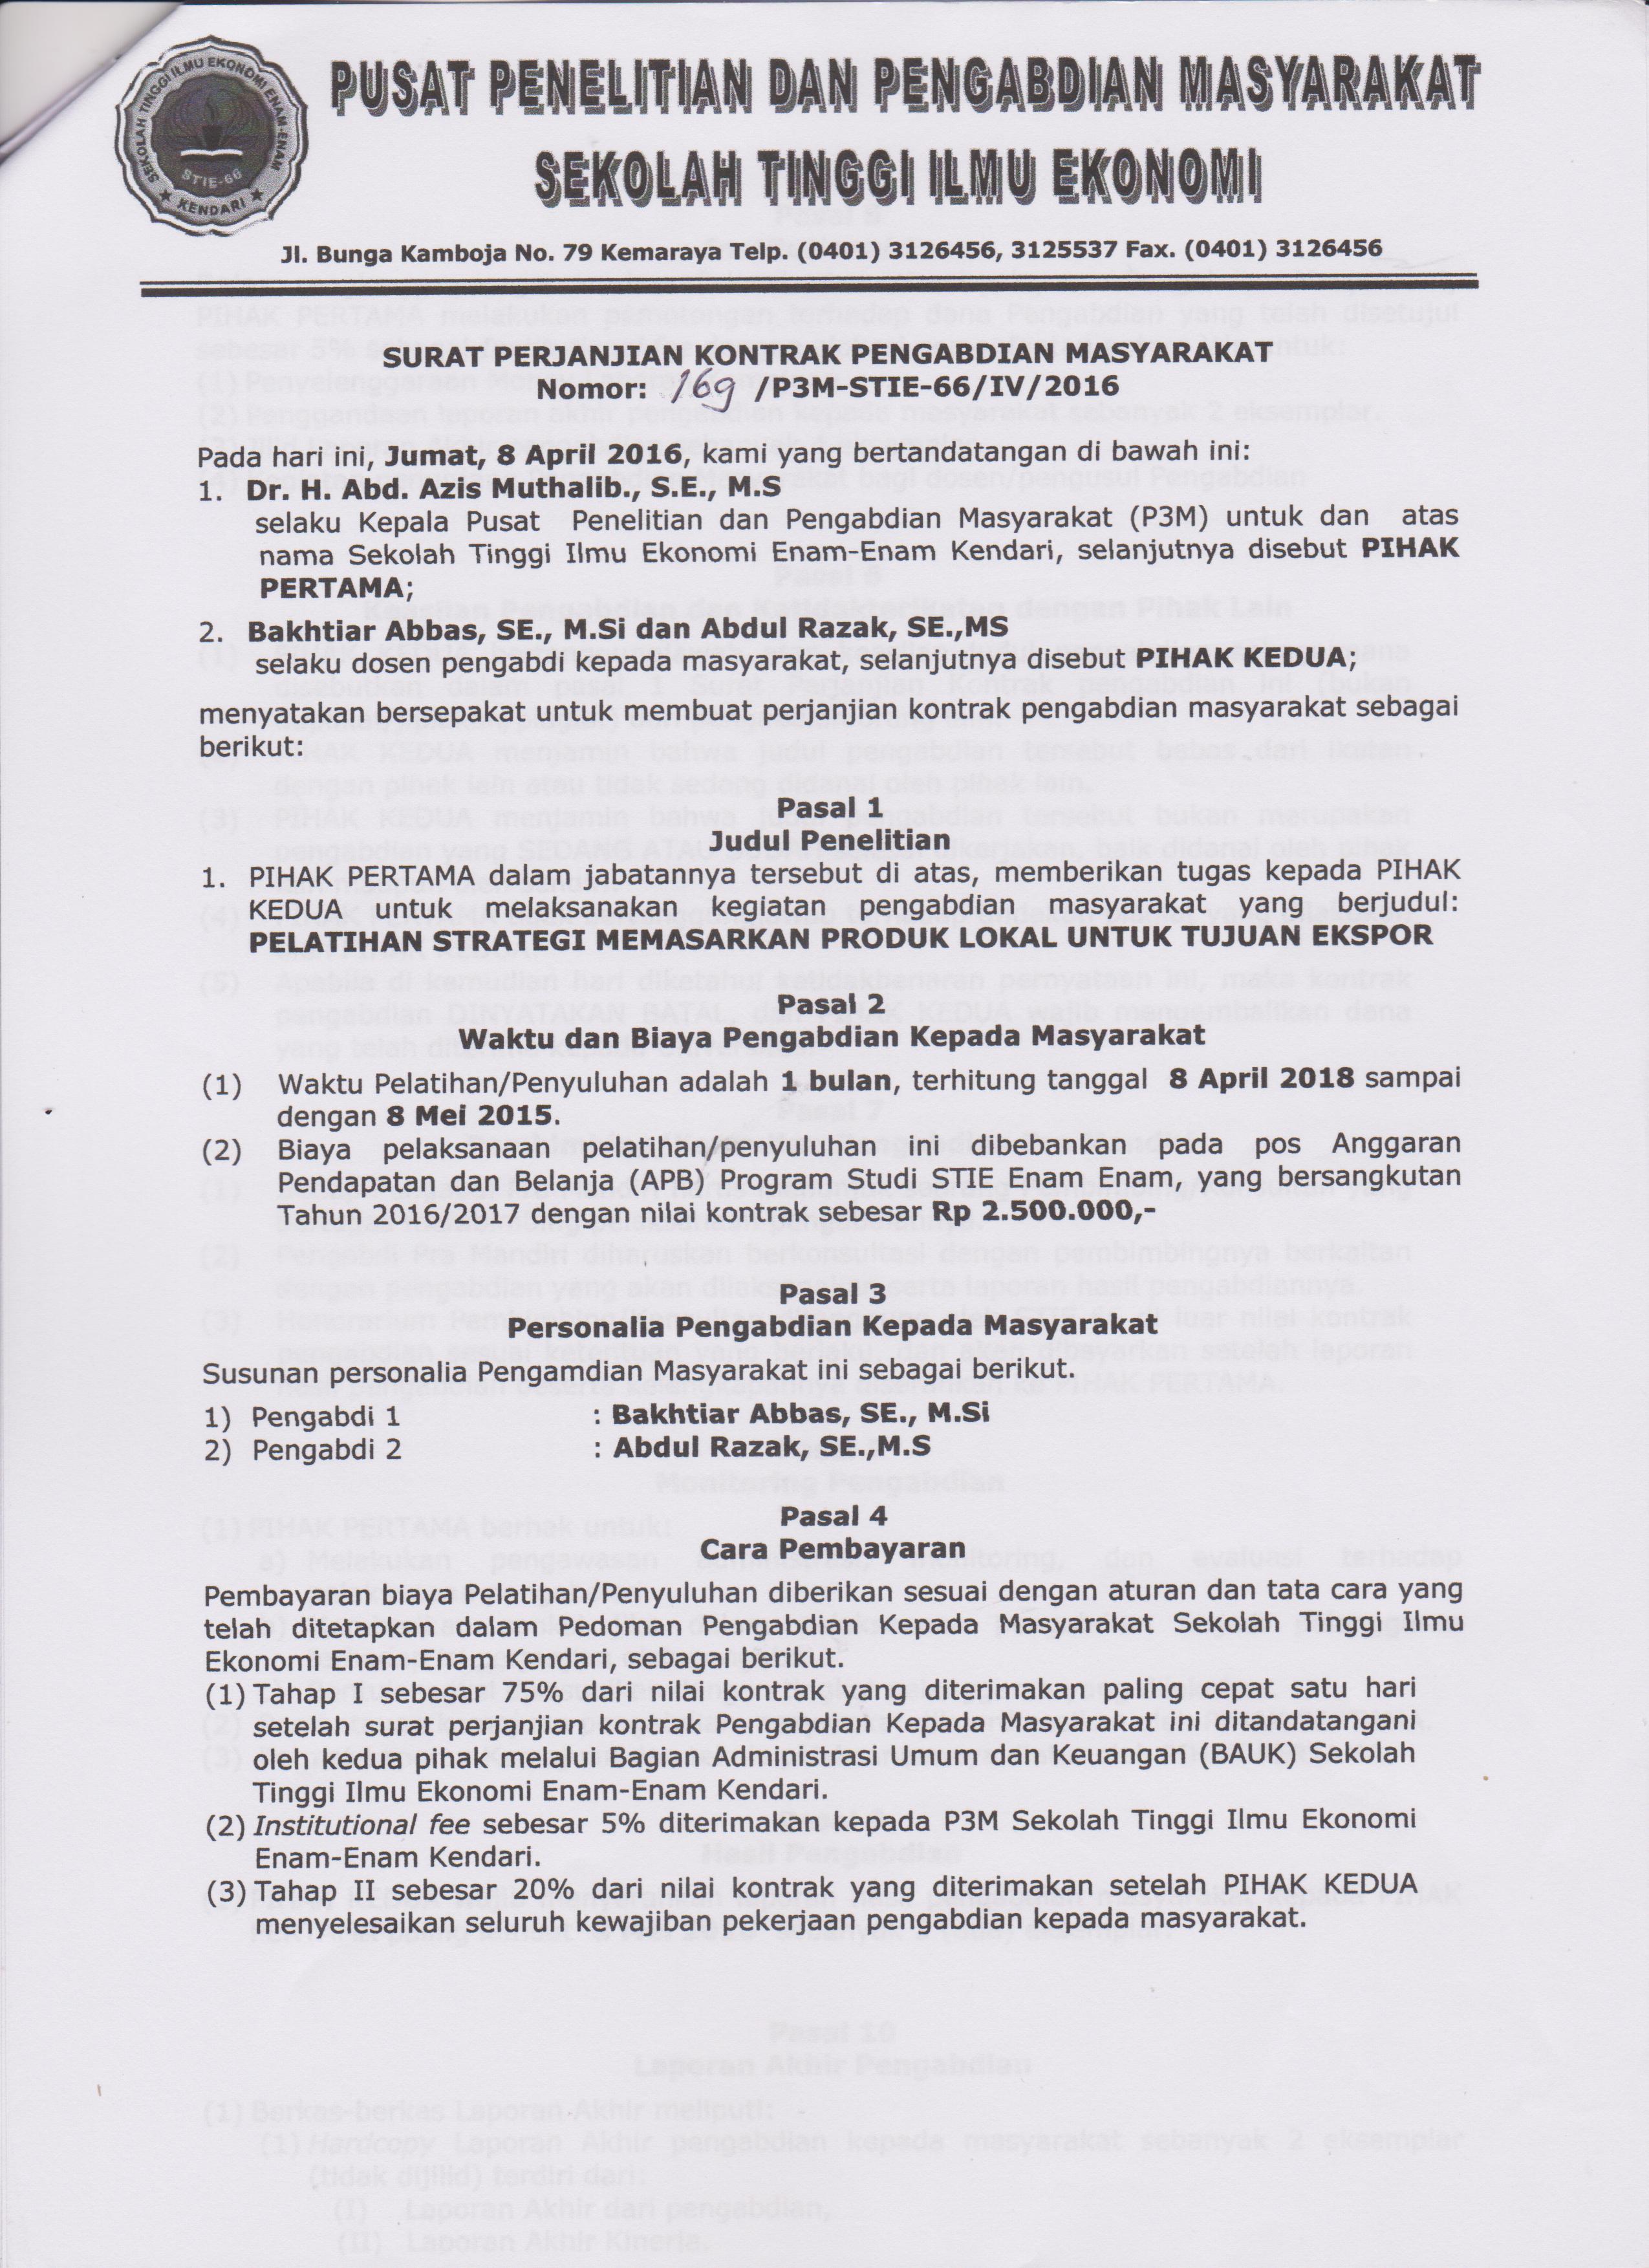 SEKOLAH TINGGI ILMU EKONOMI ENAM-ENAM
STIE-66
KENDARI
PUSAT PENELITIAN DAN PENGABDIAN MASYARAKAT
SEKOLAH TINGGI ILMU EKONOMI
Jl. Bunga Kamboja No. 79 Kemaraya Telp. (0401) 3126456, 3125537 Fax. (0401) 3126456
SURAT PERJANJIAN KONTRAK PENGABDIAN MASYARAKAT
Nomor: 169 /P3M-STIE-66/IV/2016
Pada hari ini, Jumat, 8 April 2016, kami yang bertandatangan di bawah ini:
1. Dr. H. Abd. Azis Muthalib., S.E., M.S
selaku Kepala Pusat Penelitian dan Pengabdian Masyarakat (P3M) untuk dan atas
nama Sekolah Tinggi Ilmu Ekonomi Enam-Enam Kendari, selanjutnya disebut PIHAK
PERTAMA;
2. Bakhtiar Abbas, SE., M.Si dan Abdul Razak, SE.,MS
selaku dosen pengabdi kepada masyarakat, selanjutnya disebut PIHAK KEDUA;
menyatakan bersepakat untuk membuat perjanjian kontrak pengabdian masyarakat sebagai
berikut:
Pasal 1
Judul Penelitian
1. PIHAK PERTAMA dalam jabatannya tersebut di atas, memberikan tugas kepada PIHAK
KEDUA untuk melaksanakan kegiatan pengabdian masyarakat yang berjudul:
PELATIHAN STRATEGI MEMASARKAN PRODUK LOKAL UNTUK TUJUAN EKSPOR
Pasal 2
Waktu dan Biaya Pengabdian Kepada Masyarakat
(1) Waktu Pelatihan/Penyuluhan adalah 1 bulan, terhitung tanggal 8 April 2018 sampai
dengan 8 Mei 2015.
(2) Biaya pelaksanaan pelatihan/penyuluhan ini dibebankan pada pos Anggaran
Pendapatan dan Belanja (APB) Program Studi STIE Enam Enam, yang bersangkutan
Tahun 2016/2017 dengan nilai kontrak sebesar Rp 2.500.000,-
Pasal 3
Personalia Pengabdian Kepada Masyarakat
Susunan personalia Pengamdian Masyarakat ini sebagai berikut.
1) Pengabdi 1 : Bakhtiar Abbas, SE., M.Si
2) Pengabdi 2 : Abdul Razak, SE.,M.S
Pasal 4
Cara Pembayaran
Pembayaran biaya Pelatihan/Penyuluhan diberikan sesuai dengan aturan dan tata cara yang
telah ditetapkan dalam Pedoman Pengabdian Kepada Masyarakat Sekolah Tinggi Ilmu
Ekonomi Enam-Enam Kendari, sebagai berikut.
(1) Tahap I sebesar 75% dari nilai kontrak yang diterimakan paling cepat satu hari
setelah surat perjanjian kontrak Pengabdian Kepada Masyarakat ini ditandatangani
oleh kedua pihak melalui Bagian Administrasi Umum dan Keuangan (BAUK) Sekolah
Tinggi Ilmu Ekonomi Enam-Enam Kendari.
(2) Institutional fee sebesar 5% diterimakan kepada P3M Sekolah Tinggi Ilmu Ekonomi
Enam-Enam Kendari.
(3) Tahap II sebesar 20% dari nilai kontrak yang diterimakan setelah PIHAK KEDUA
menyelesaikan seluruh kewajiban pekerjaan pengabdian kepada masyarakat.